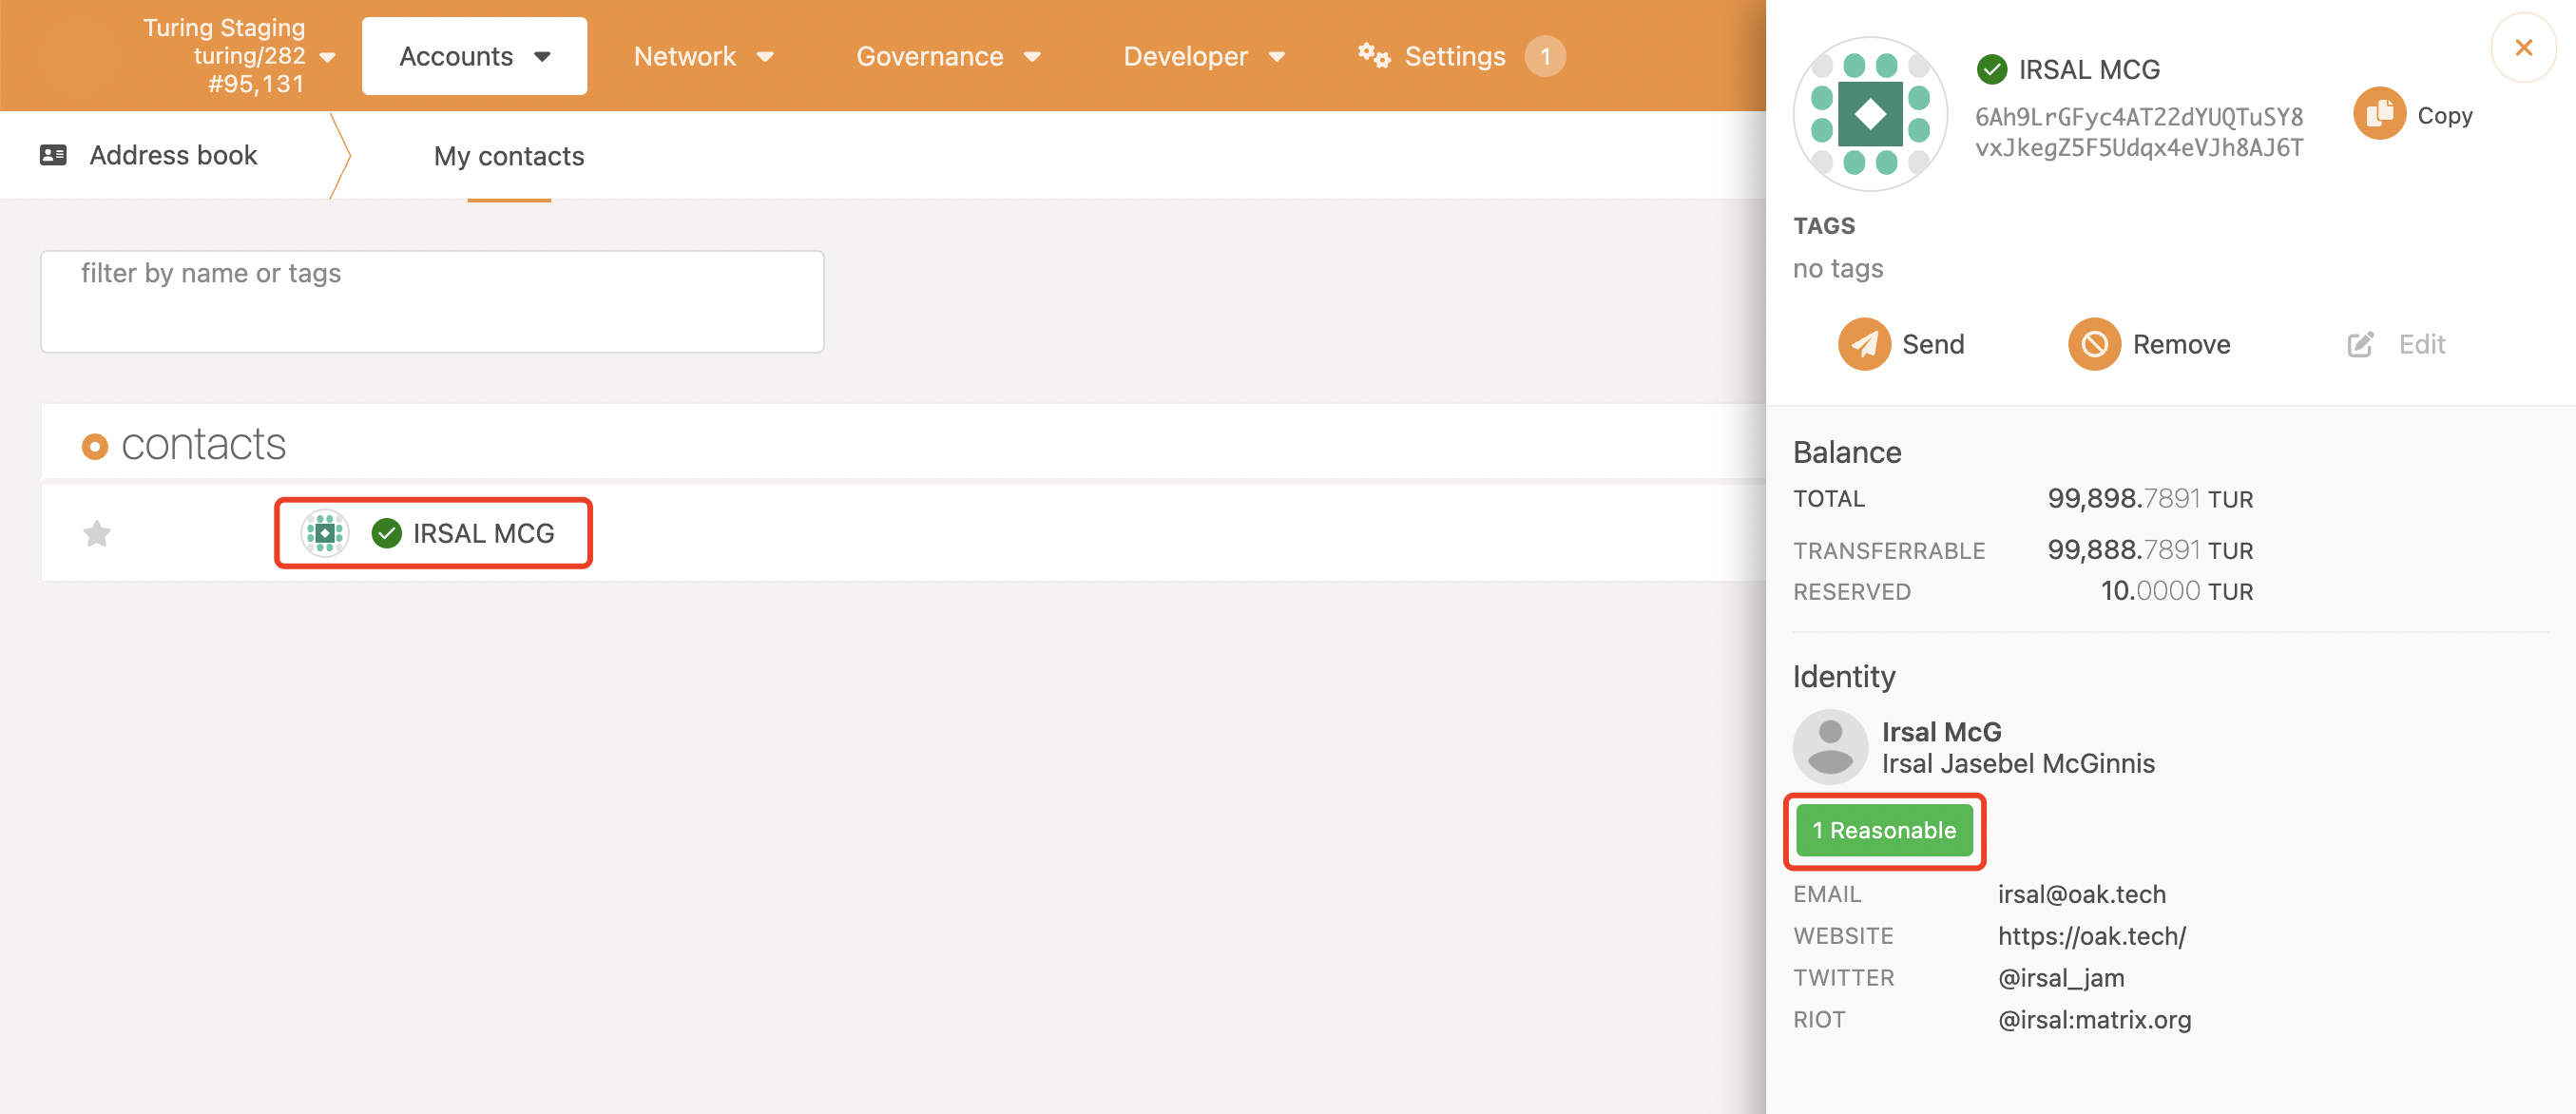 Turing Staging
turing/282
#95,131
Accounts
Network
Governance
Developer
Settings
1
Address book
My contacts
filter by name or tags
contacts
IRSAL MCG
IRSAL MCG
6Ah9LrGFyc4AT22dYUQTuSY8
vxJkegZ5F5Udqx4eVJh8AJ6T
Copy
TAGS
no tags
Send
Remove
Edit
Balance
TOTAL 99,898.7891 TUR
TRANSFERRABLE 99,888.7891 TUR
RESERVED 10.0000 TUR
Identity
Irsal McG
Irsal Jasebel McGinnis
1 Reasonable
EMAIL irsal@oak.tech
WEBSITE https://oak.tech/
TWITTER @irsal_jam
RIOT @irsal:matrix.org